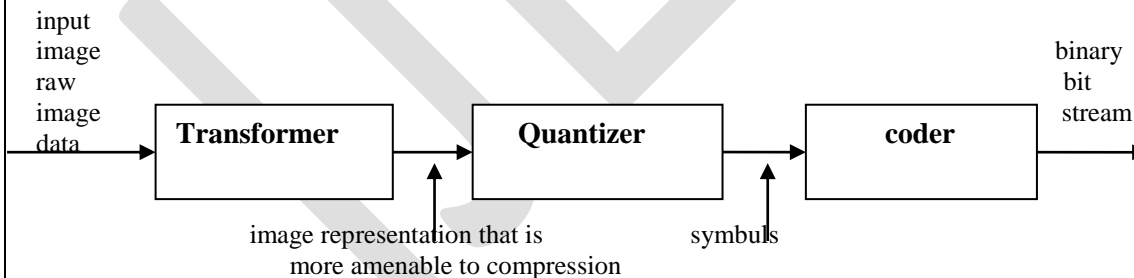 input
image
raw
image
data
Transformer
Quantizer
coder
binary
bit
stream
image representation that is
more amenable to compression
symbuls